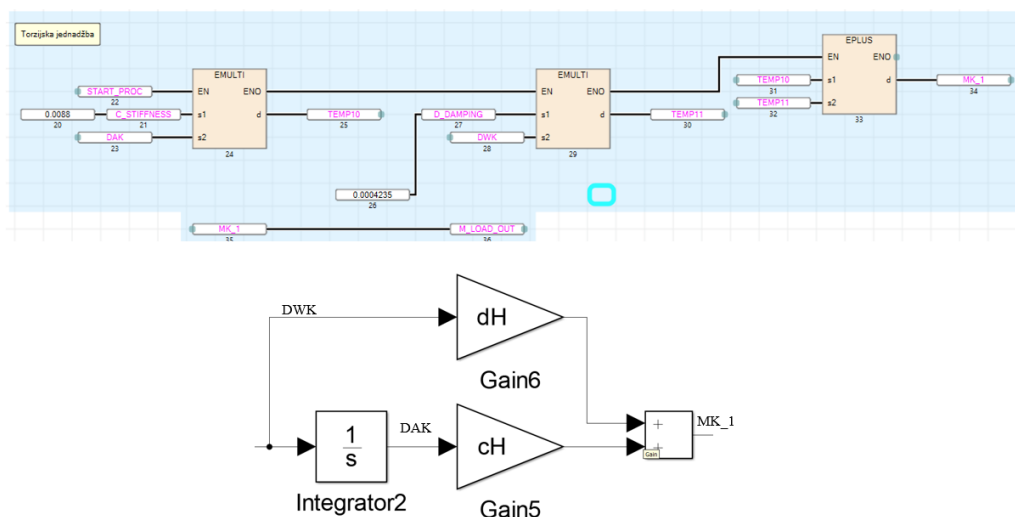 Torzijska jednadžba
EPLUS
EMULTI
EMULTI
EN ENO
TEMP10 s1 d MK_1
31 34
TEMP11 s2
32
33
START_PROC EN ENO
22
EN ENO
0.0088 C_STIFFNESS s1 d TEMP10
20 21 25
D_DAMPING s1 d TEMP11
27 30
DAK s2
23
DWK s2
28
24
29
0.0004235
26
MK_1 M_LOAD_OUT
35 36
DWK
dH
Gain6
1
s
DAK
cH
+
+
Gain
MK_1
Integrator2
Gain5